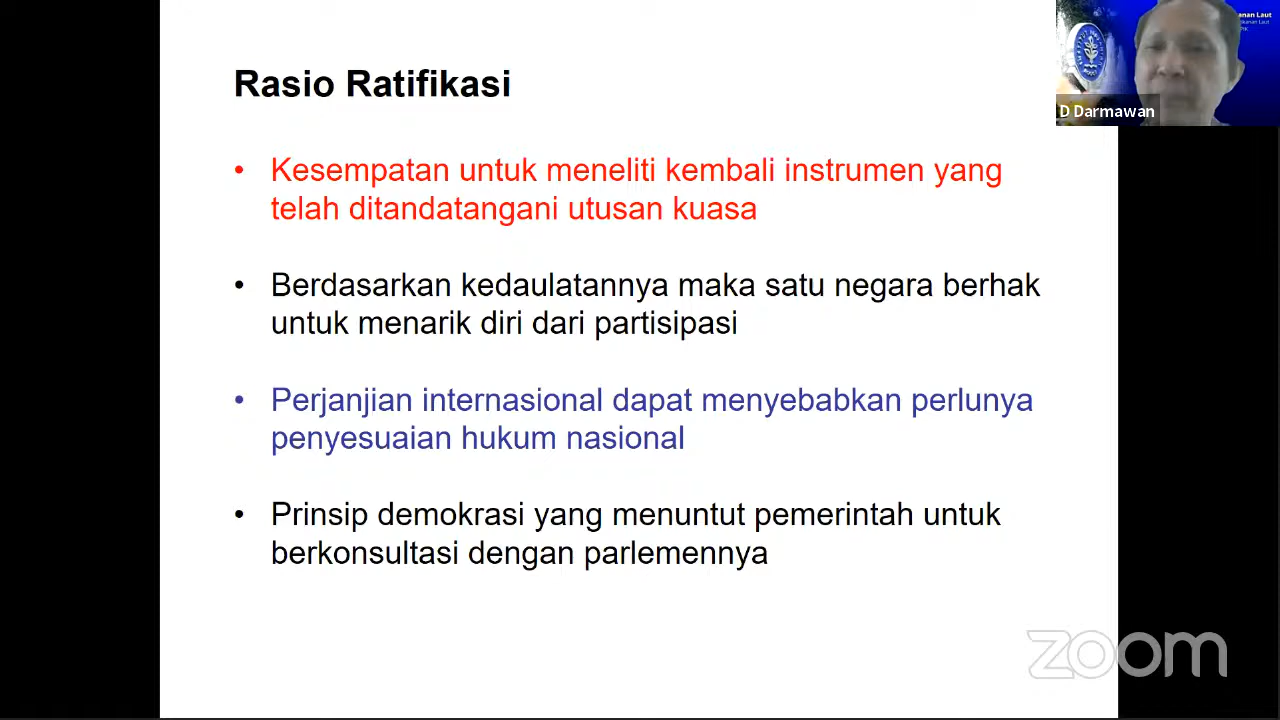 Rasio Ratifikasi
anan Laut
D Darmawan
• Kesempatan untuk meneliti kembali instrumen yang
telah ditandatangani utusan kuasa
• Berdasarkan kedaulatannya maka satu negara berhak
untuk menarik diri dari partisipasi
• Perjanjian internasional dapat menyebabkan perlunya
penyesuaian hukum nasional
• Prinsip demokrasi yang menuntut pemerintah untuk
berkonsultasi dengan parlemennya
zoom